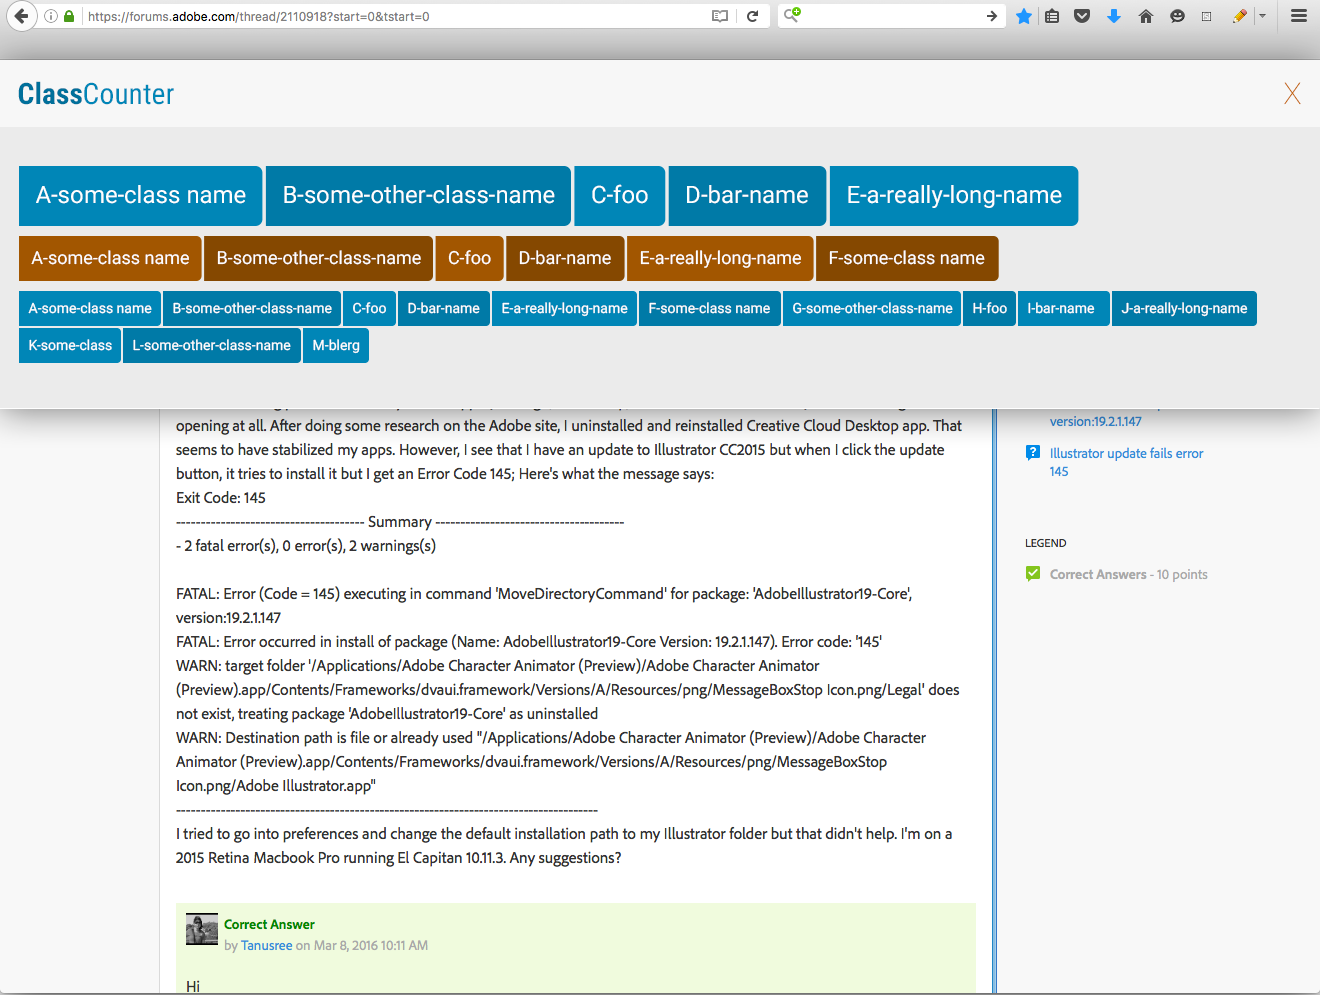 https://forums.adobe.com/thread/2110918?start=0&tstart=0
ClassCounter
X
A-some-class name B-some-other-class-name C-foo D-bar-name E-a-really-long-name
A-some-class name B-some-other-class-name C-foo D-bar-name E-a-really-long-name F-some-class name
A-some-class name B-some-other-class-name C-foo D-bar-name E-a-really-long-name F-some-class name G-some-other-class-name H-foo I-bar-name J-a-really-long-name
K-some-class L-some-other-class-name M-blerg
opening at all. After doing some research on the Adobe site, I uninstalled and reinstalled Creative Cloud Desktop app. That
seems to have stabilized my apps. However, I see that I have an update to Illustrator CC2015 but when I click the update
button, it tries to install it but I get an Error Code 145; Here's what the message says:
Exit Code: 145
-------------------------------------- Summary --------------------------------------
- 2 fatal error(s), 0 error(s), 2 warnings(s)
FATAL: Error (Code = 145) executing in command 'MoveDirectoryCommand' for package: 'AdobeIllustrator19-Core',
version:19.2.1.147
FATAL: Error occurred in install of package (Name: AdobeIllustrator19-Core Version: 19.2.1.147). Error code: '145'
WARN: target folder '/Applications/Adobe Character Animator (Preview)/Adobe Character Animator
(Preview).app/Contents/Frameworks/dvaui.framework/Versions/A/Resources/png/MessageBoxStop Icon.png/Legal' does
not exist, treating package 'AdobeIllustrator19-Core' as uninstalled
WARN: Destination path is file or already used "/Applications/Adobe Character Animator (Preview)/Adobe Character
Animator (Preview).app/Contents/Frameworks/dvaui.framework/Versions/A/Resources/png/MessageBoxStop
Icon.png/Adobe Illustrator.app"
-------------------------------------------------------------------------------------
I tried to go into preferences and change the default installation path to my Illustrator folder but that didn't help. I'm on a
2015 Retina Macbook Pro running El Capitan 10.11.3. Any suggestions?
Correct Answer
by Tanusree on Mar 8, 2016 10:11 AM
Hi
version:19.2.1.147
Illustrator update fails error
145
LEGEND
Correct Answers - 10 points